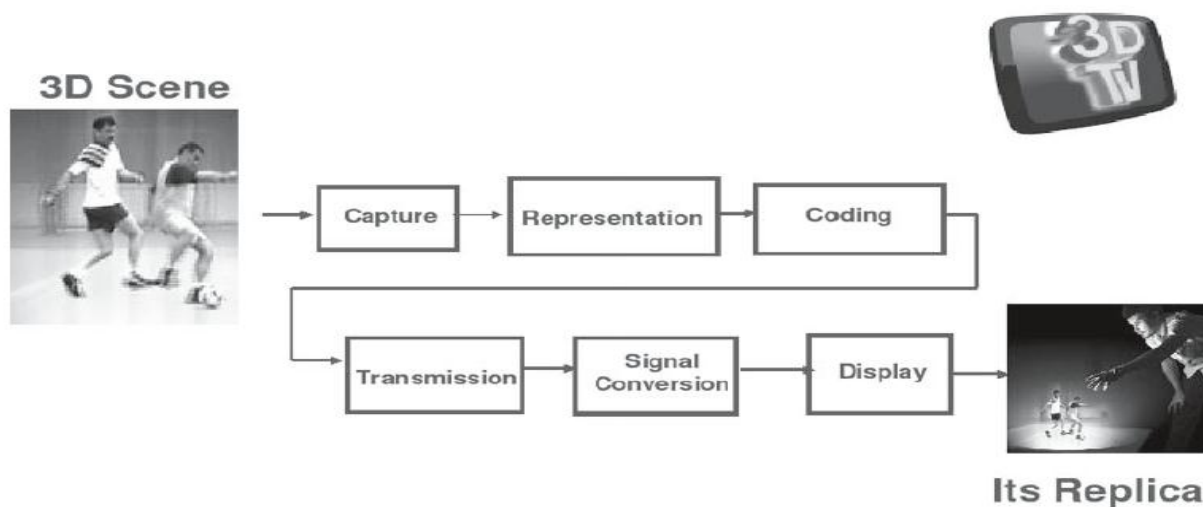 3D
TV
3D Scene
Capture
Representation
Coding
Transmission
Signal
Conversion
Display
Its Replica